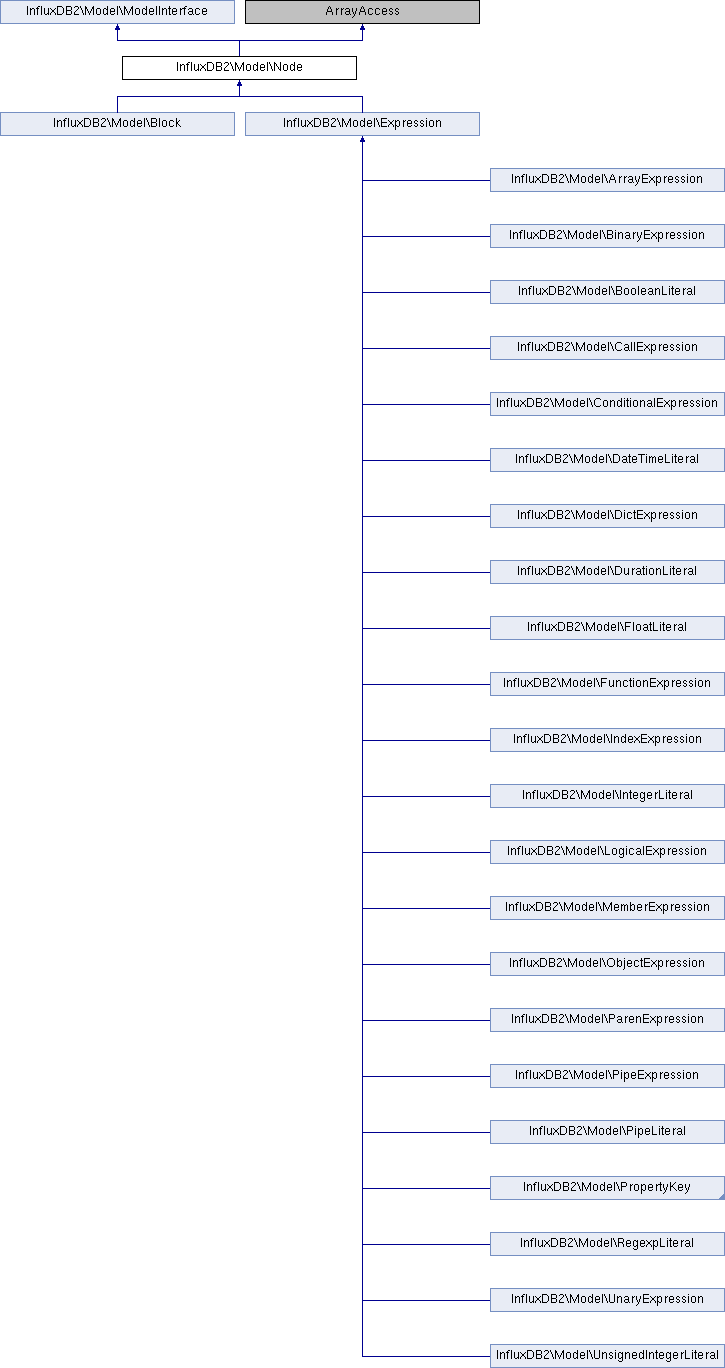 InfluxDB2\Model\ModelInterface
ArrayAccess
InfluxDB2\Model\Node
InfluxDB2\Model\Block
InfluxDB2\Model\Expression
InfluxDB2\Model\ArrayExpression
InfluxDB2\Model\BinaryExpression
InfluxDB2\Model\BooleanLiteral
InfluxDB2\Model\CallExpression
InfluxDB2\Model\ConditionalExpression
InfluxDB2\Model\DateTimeLiteral
InfluxDB2\Model\DictExpression
InfluxDB2\Model\DurationLiteral
InfluxDB2\Model\FloatLiteral
InfluxDB2\Model\FunctionExpression
InfluxDB2\Model\IndexExpression
InfluxDB2\Model\IntegerLiteral
InfluxDB2\Model\LogicalExpression
InfluxDB2\Model\MemberExpression
InfluxDB2\Model\ObjectExpression
InfluxDB2\Model\ParenExpression
InfluxDB2\Model\PipeExpression
InfluxDB2\Model\PipeLiteral
InfluxDB2\Model\PropertyKey
InfluxDB2\Model\RegexpLiteral
InfluxDB2\Model\UnaryExpression
InfluxDB2\Model\UnsignedIntegerLiteral